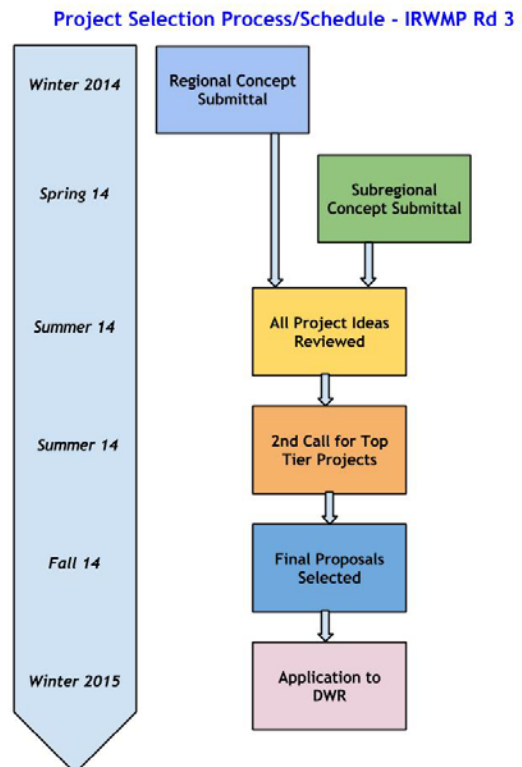 Project Selection Process/Schedule - IRWMP Rd 3
Winter 2014
Regional Concept
Submittal
Spring 14
Subregional
Concept Submittal
Summer 14
All Project Ideas
Reviewed
Summer 14
2nd Call for Top
Tier Projects
Fall 14
Final Proposals
Selected
Winter 2015
Application to
DWR